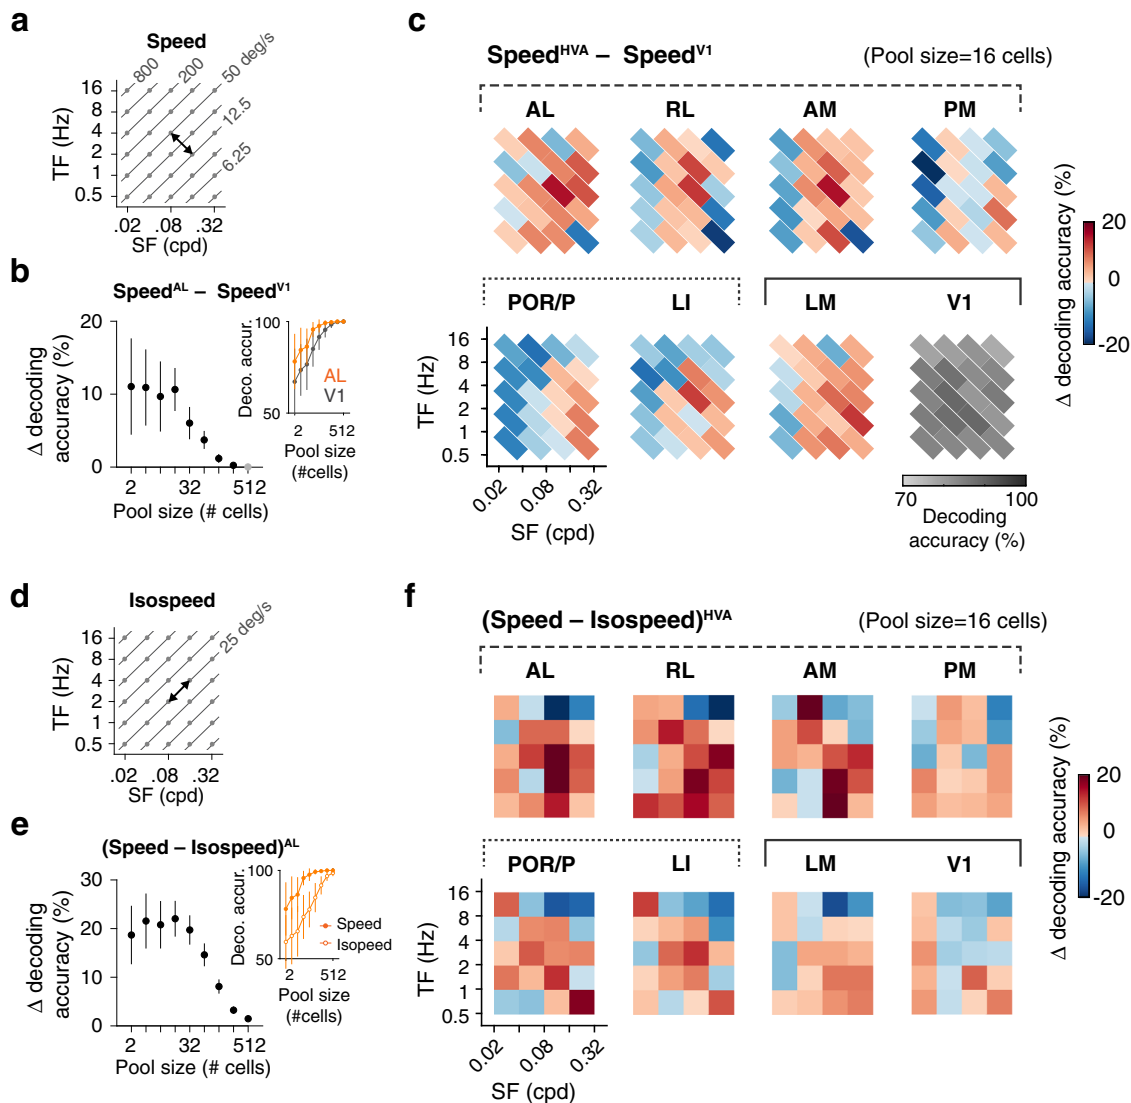 a
Speed
800
200
50 deg/s
12.5
6.25
TF (Hz)
16
8
4
2
1
0.5
.02
.08
.32
SF (cpd)
b
Speed^AL – Speed^V1
Δ decoding
accuracy (%)
20
10
0
2
32
512
Pool size (# cells)
Deco. accur.
100
50
AL
V1
2
512
Pool size
(#cells)
c
Speed^HVA – Speed^V1
(Pool size=16 cells)
AL
RL
AM
PM
POR/P
LI
LM
V1
TF (Hz)
16
8
4
2
1
0.5
0.02
0.08
0.32
SF (cpd)
70
100
Decoding
accuracy (%)
Δ decoding accuracy (%)
20
10
0
-10
-20
d
Isospeed
25 deg/s
TF (Hz)
16
8
4
2
1
0.5
.02
.08
.32
SF (cpd)
e
(Speed – Isospeed)^AL
Δ decoding
accuracy (%)
30
20
10
0
2
32
512
Pool size (# cells)
Deco. accur.
100
50
Speed
Isopeed
2
512
Pool size
(#cells)
f
(Speed – Isospeed)^HVA
(Pool size=16 cells)
AL
RL
AM
PM
POR/P
LI
LM
V1
TF (Hz)
16
8
4
2
1
0.5
0.02
0.08
0.32
SF (cpd)
Δ decoding accuracy (%)
20
10
0
-10
-20